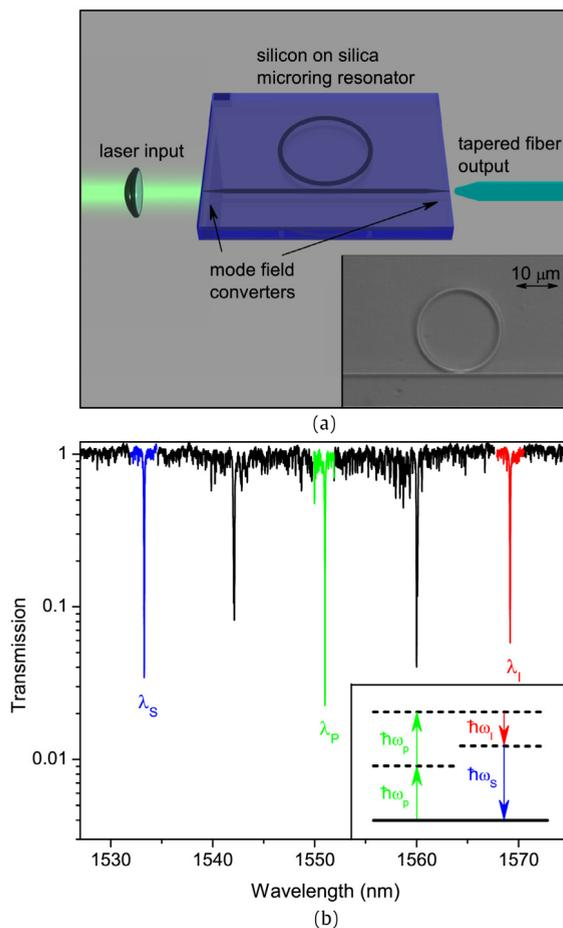 silicon on silica
microring resonator
laser input
tapered fiber
output
mode field
converters
10 μm
(a)
Transmission
1
0.1
0.01
λS
λP
λI
ħωp
ħωp
ħωI
ħωS
1530
1540
1550
1560
1570
Wavelength (nm)
(b)